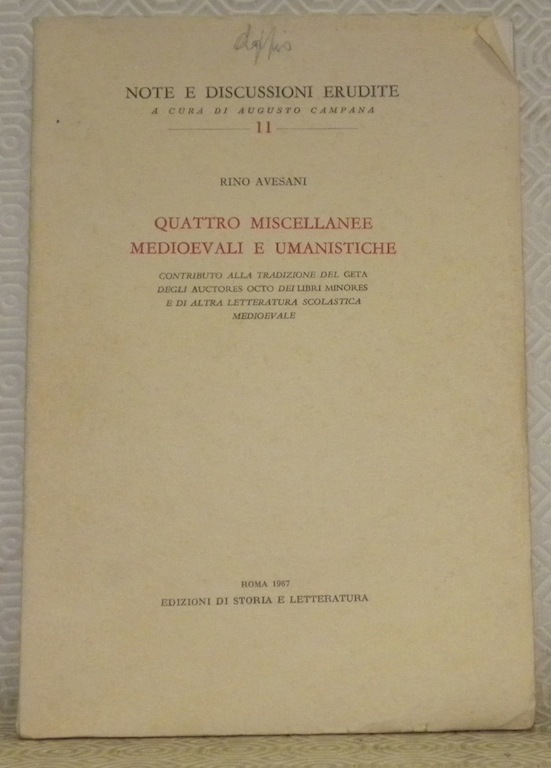 NOTE E DISCUSSIONI ERUDITE
A CURA DI AUGUSTO CAMPANA
11
RINO AVESANI
QUATTRO MISCELLANEE
MEDIOEVALI E UMANISTICHE
CONTRIBUTO ALLA TRADIZIONE DEL GETA
DEGLI AUCTORES OCTO DEI LIBRI MINORES
E DI ALTRA LETTERATURA SCOLASTICA
MEDIOEVALE
ROMA 1967
EDIZIONI DI STORIA E LETTERATURA